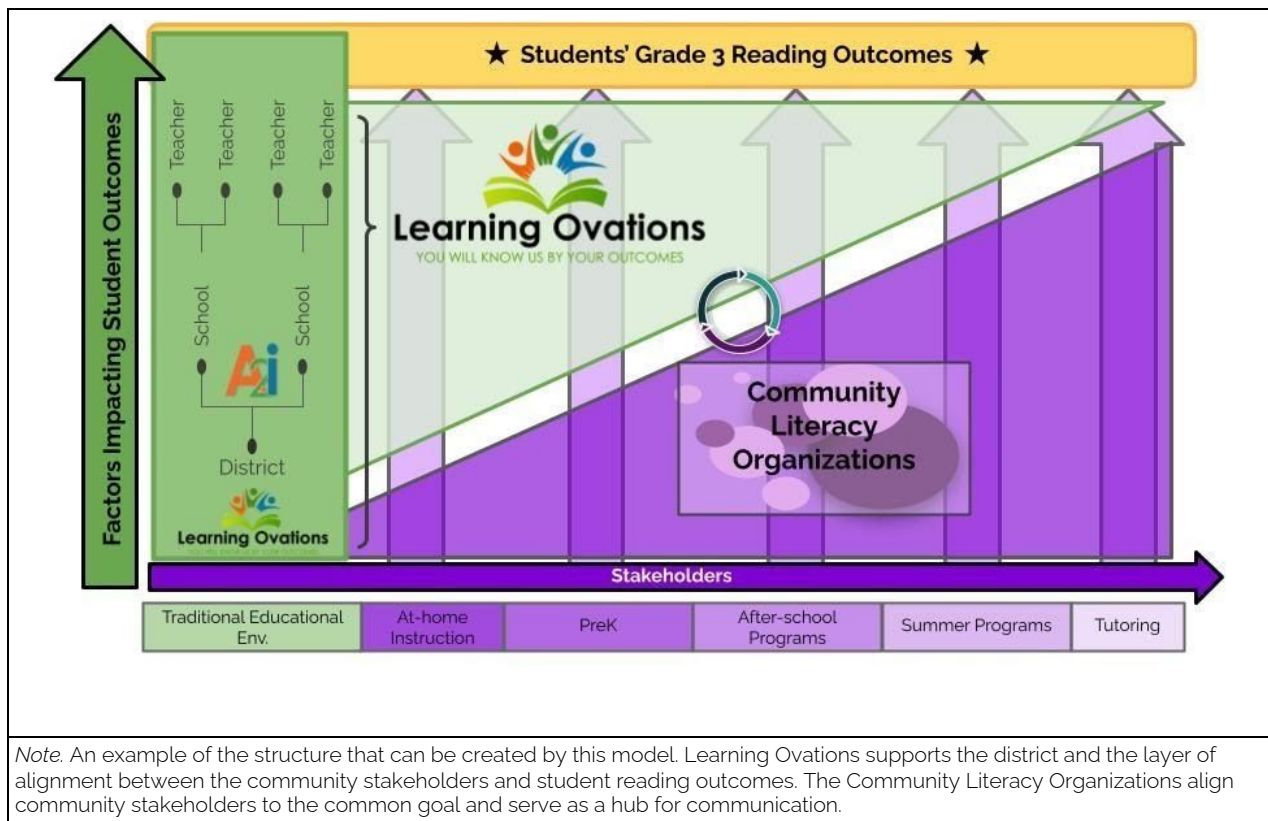 ★ Students' Grade 3 Reading Outcomes ★
Factors Impacting Student Outcomes
Teacher
Teacher
Teacher
Teacher
School
School
A2i
District
Learning Ovations
Learning Ovations
YOU WILL KNOW US BY YOUR OUTCOMES
Community
Literacy
Organizations
Stakeholders
Traditional Educational
Env.
At-home
Instruction
PreK
After-school
Programs
Summer Programs
Tutoring
Note. An example of the structure that can be created by this model. Learning Ovations supports the district and the layer of
alignment between the community stakeholders and student reading outcomes. The Community Literacy Organizations align
community stakeholders to the common goal and serve as a hub for communication.